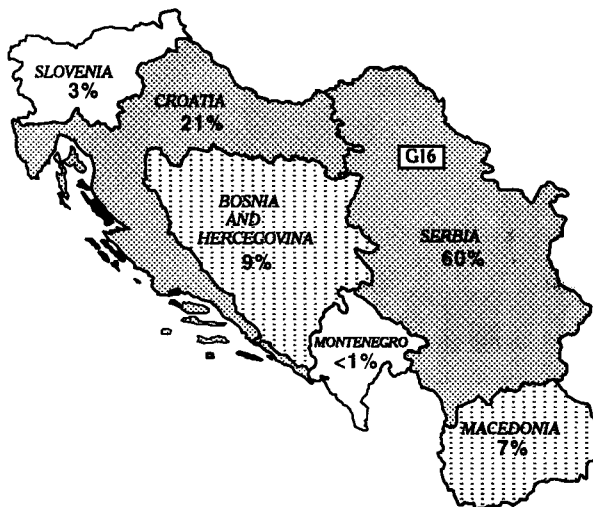 SLOVENIA
3%
CROATIA
21%
G16
BOSNIA
AND
HERCEGOVINA
9%
SERBIA
60%
MONTENEGRO
<1%
MACEDONIA
7%